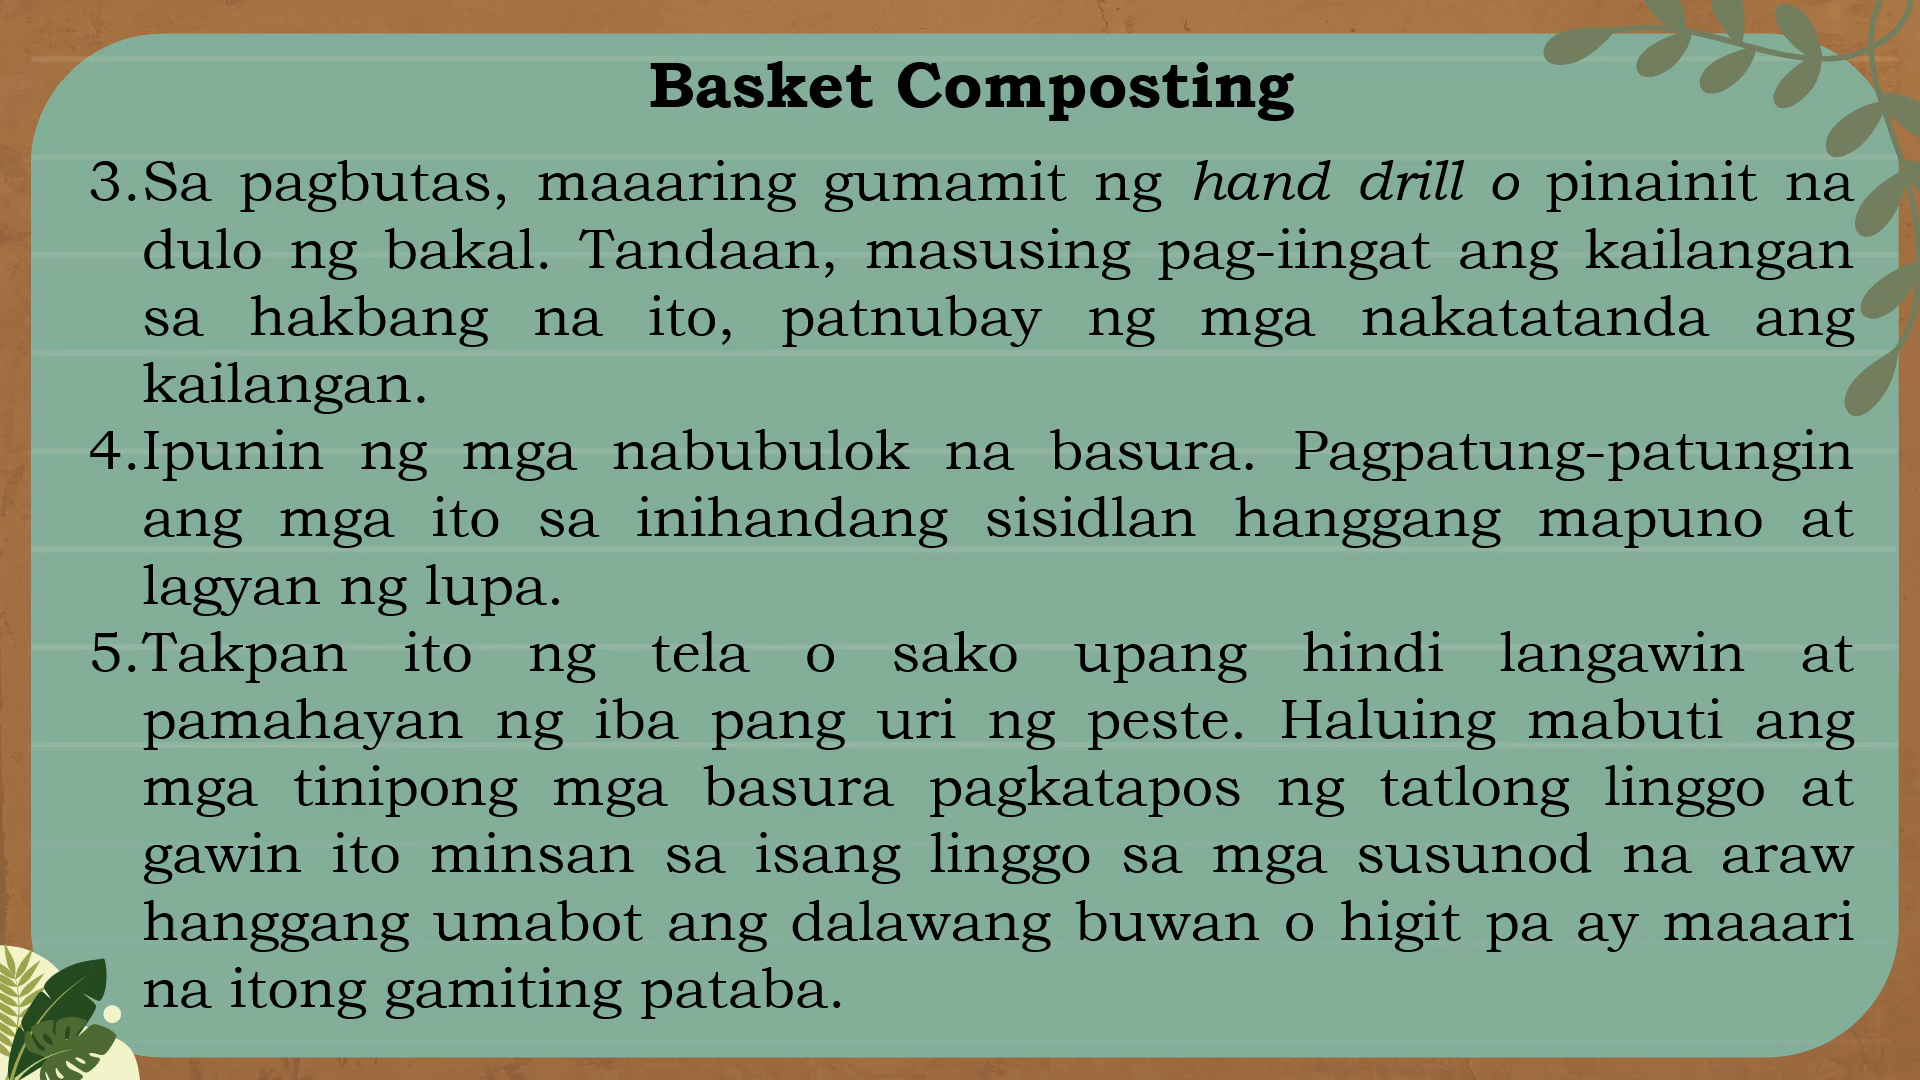 Basket Composting
3.Sa pagbutas, maaaring gumamit ng hand drill o pinainit na
dulo ng bakal. Tandaan, masusing pag-iingat ang kailangan
sa hakbang na ito, patnubay ng mga nakatatanda ang
kailangan.
4.Ipunin ng mga nabubulok na basura. Pagpatung-patungin
ang mga ito sa inihandang sisidlan hanggang mapuno at
lagyan ng lupa.
5.Takpan ito ng tela o sako upang hindi langawin at
pamahayan ng iba pang uri ng peste. Haluing mabuti ang
mga tinipong mga basura pagkatapos ng tatlong linggo at
gawin ito minsan sa isang linggo sa mga susunod na araw
hanggang umabot ang dalawang buwan o higit pa ay maaari
na itong gamiting pataba.